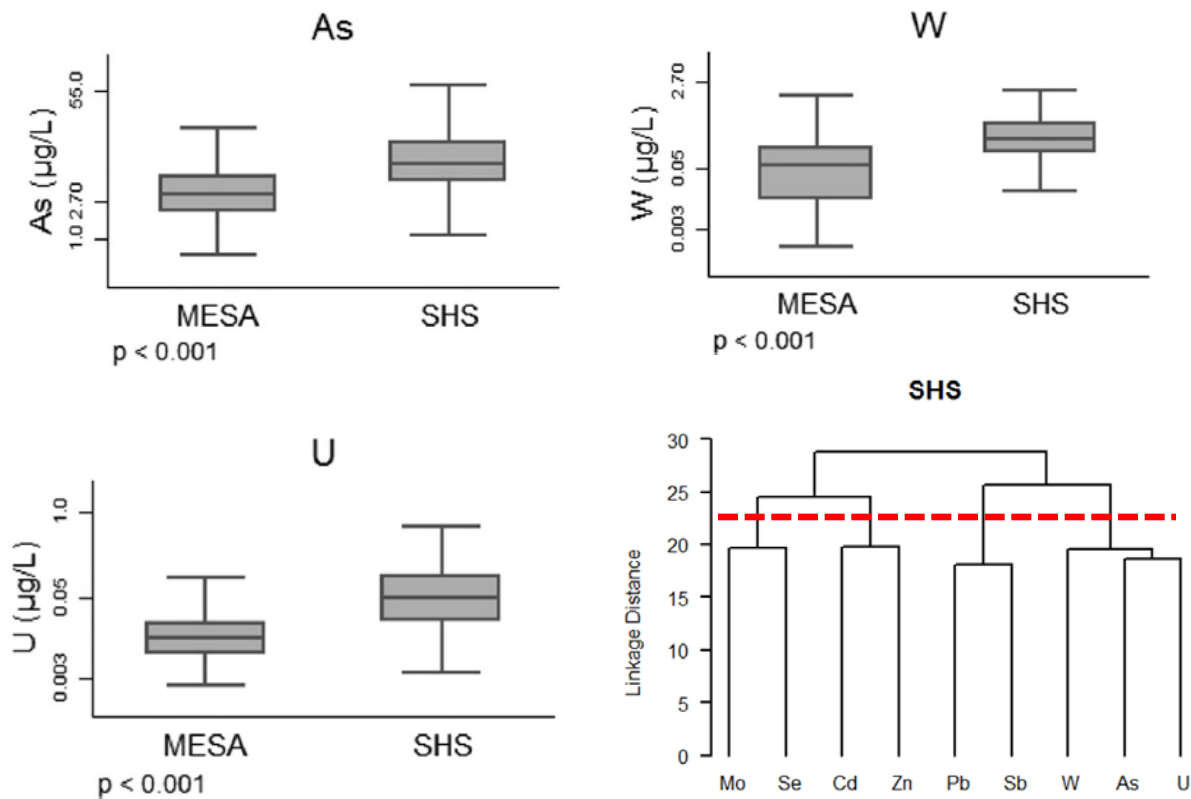 As
As (µg/L)
55.0
1.0 2.70
MESA SHS
p < 0.001
W
W (µg/L)
2.70
0.05
0.003
MESA SHS
p < 0.001
U
U (µg/L)
1.0
0.05
0.003
MESA SHS
p < 0.001
SHS
Linkage Distance
30
25
20
15
10
5
0
Mo Se Cd Zn Pb Sb W As U